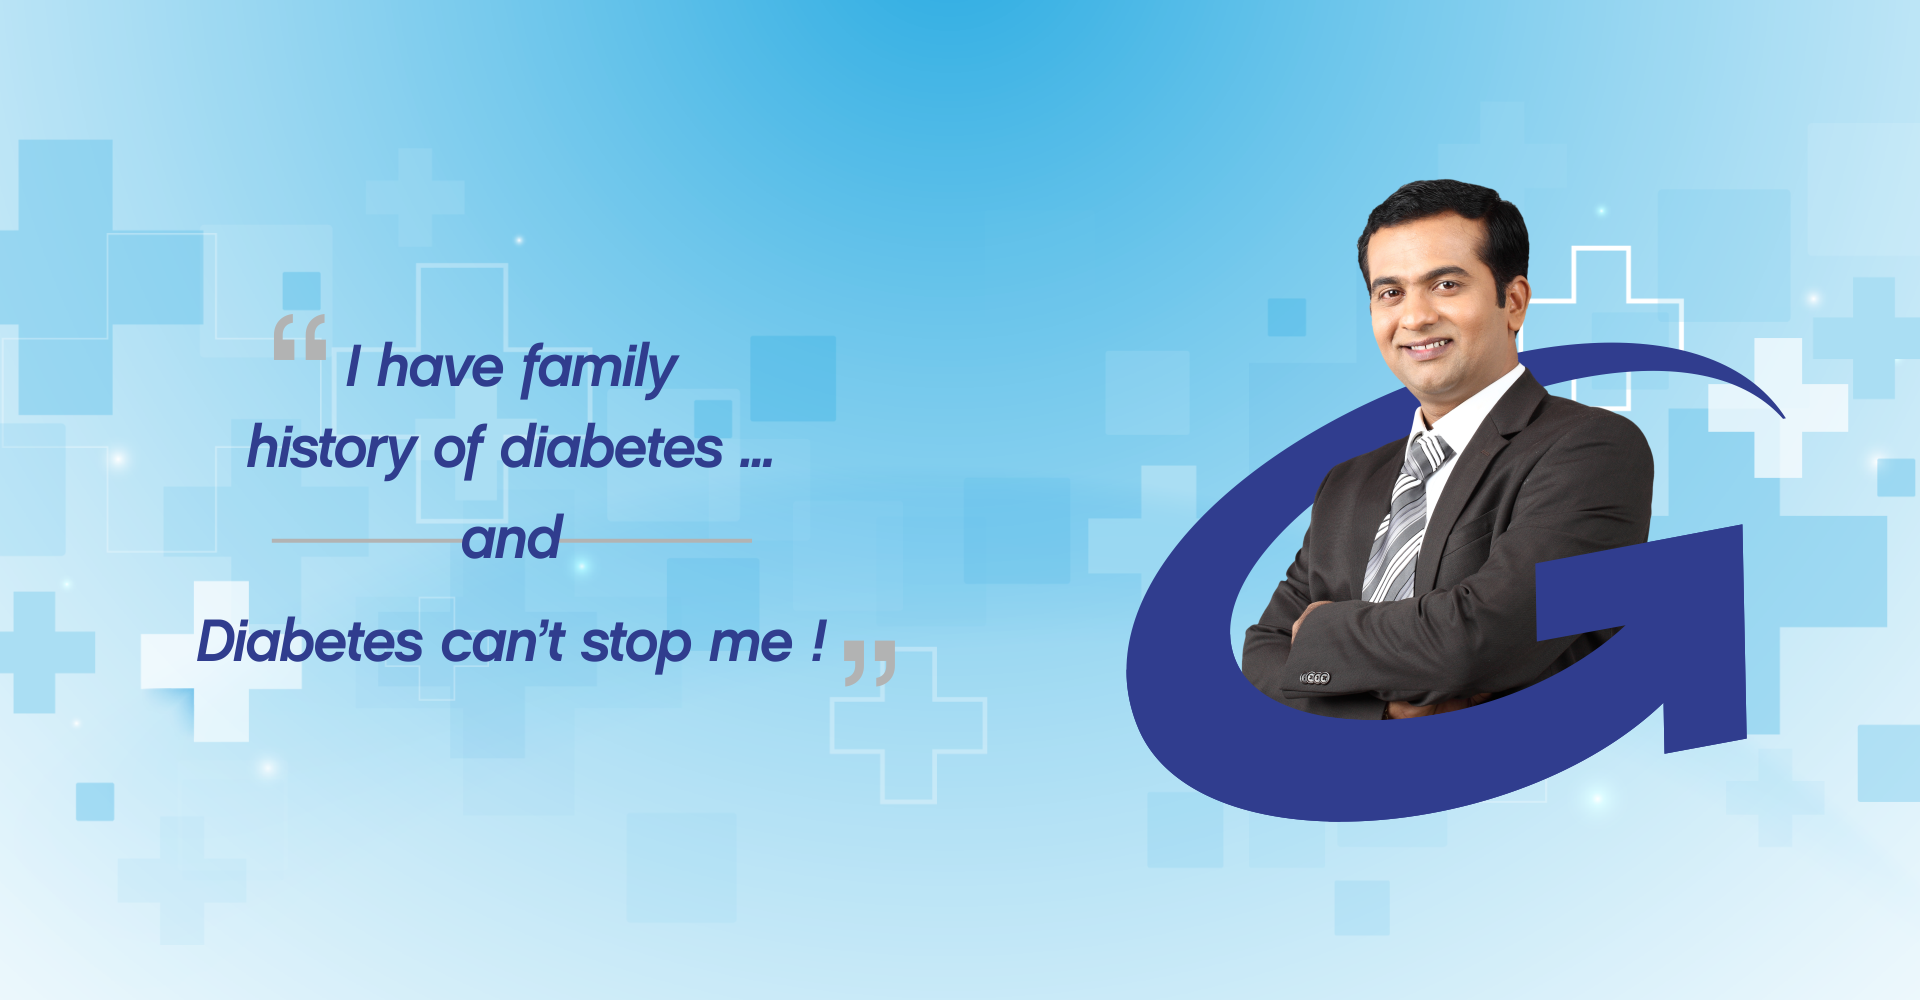 “ I have family
history of diabetes ...
and
Diabetes can’t stop me ! ”